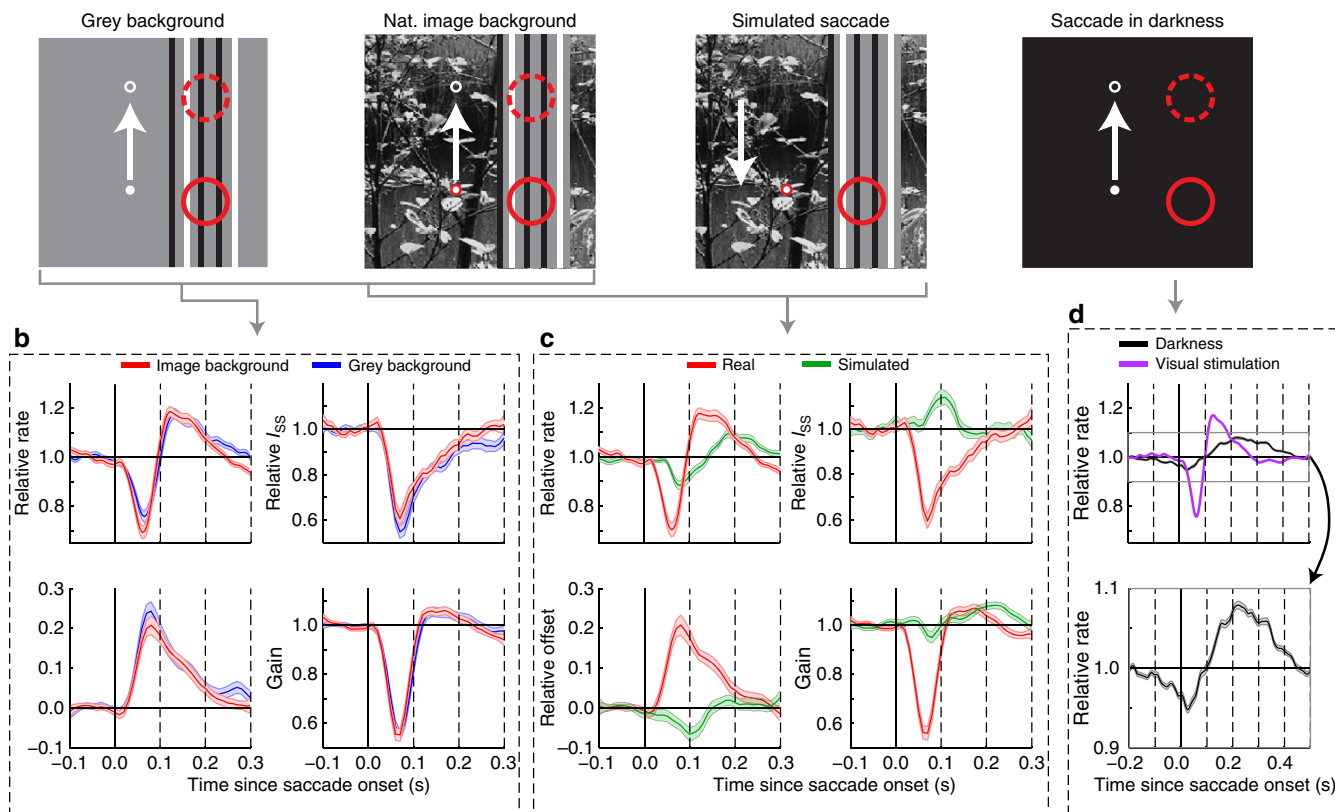 Grey background
Nat. image background
Simulated saccade
Saccade in darkness
b
Image background
Grey background
Relative rate
1.2
1.0
0.8
Relative I_SS
1.0
0.8
0.6
0.3
0.2
0.1
0.0
−0.1
Gain
1.0
0.8
0.6
−0.1 0.0 0.1 0.2 0.3
−0.1 0.0 0.1 0.2 0.3
Time since saccade onset (s)
c
Real
Simulated
Relative rate
1.2
1.0
0.8
Relative I_SS
1.0
0.8
0.6
Relative offset
0.3
0.2
0.1
0.0
−0.1
Gain
1.0
0.8
0.6
−0.1 0.0 0.1 0.2 0.3
−0.1 0.0 0.1 0.2 0.3
Time since saccade onset (s)
d
Darkness
Visual stimulation
Relative rate
1.2
1.0
0.8
Relative rate
1.1
1.0
0.9
−0.2 0.0 0.2 0.4
Time since saccade onset (s)